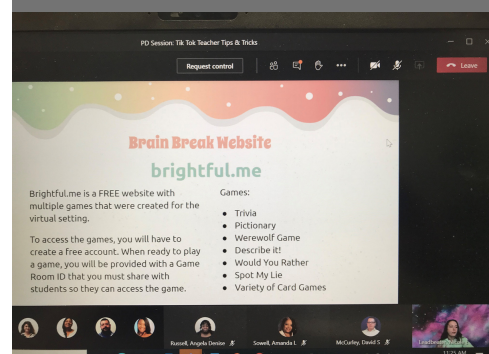 PD Session: Tik Tok Teacher Tips & Tricks
Request control
Leave
Brain Break Website
brightful.me
Brightful.me is a FREE website with
multiple games that were created for the
virtual setting.
To access the games, you will have to
create a free account. When ready to play
a game, you will be provided with a Game
Room ID that you must share with
students so they can access the game.
Games:
• Trivia
• Pictionary
• Werewolf Game
• Describe it!
• Would You Rather
• Spot My Lie
• Variety of Card Games
Russell, Angela Denise
Sowell, Amanda L
McCurley, David S
11:25 AM